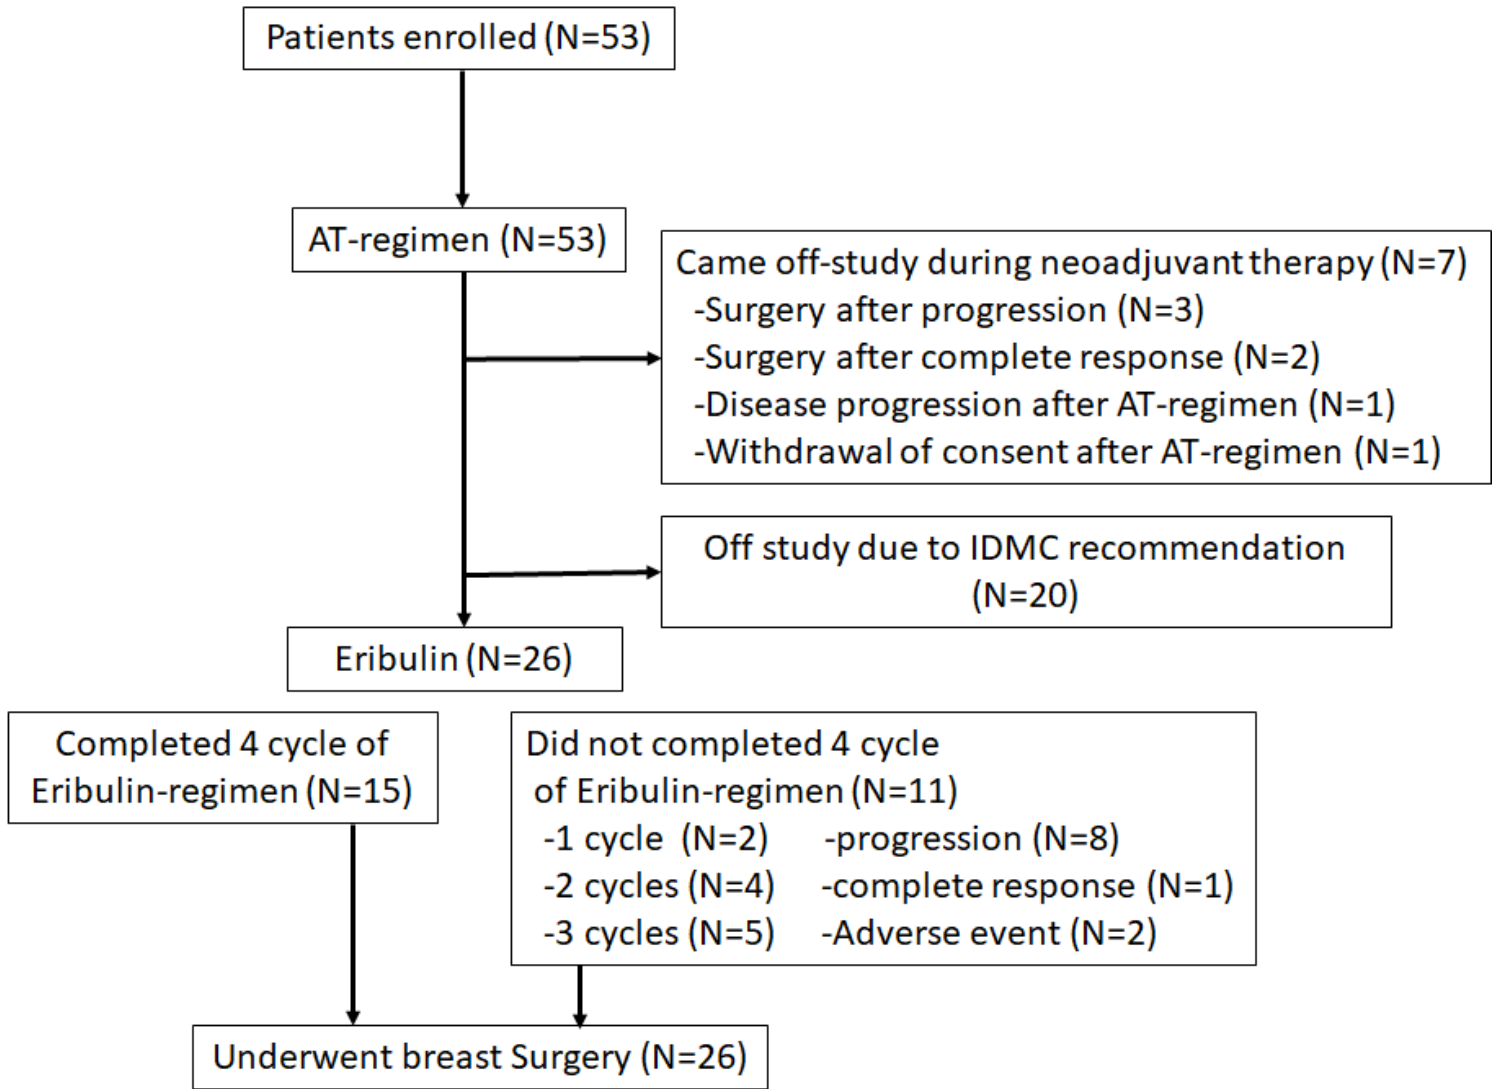 Patients enrolled (N=53)
AT-regimen (N=53)
Came off-study during neoadjuvant therapy (N=7)
-Surgery after progression (N=3)
-Surgery after complete response (N=2)
-Disease progression after AT-regimen (N=1)
-Withdrawal of consent after AT-regimen (N=1)
Off study due to IDMC recommendation
(N=20)
Eribulin (N=26)
Completed 4 cycle of
Eribulin-regimen (N=15)
Did not completed 4 cycle
of Eribulin-regimen (N=11)
-1 cycle (N=2) -progression (N=8)
-2 cycles (N=4) -complete response (N=1)
-3 cycles (N=5) -Adverse event (N=2)
Underwent breast Surgery (N=26)